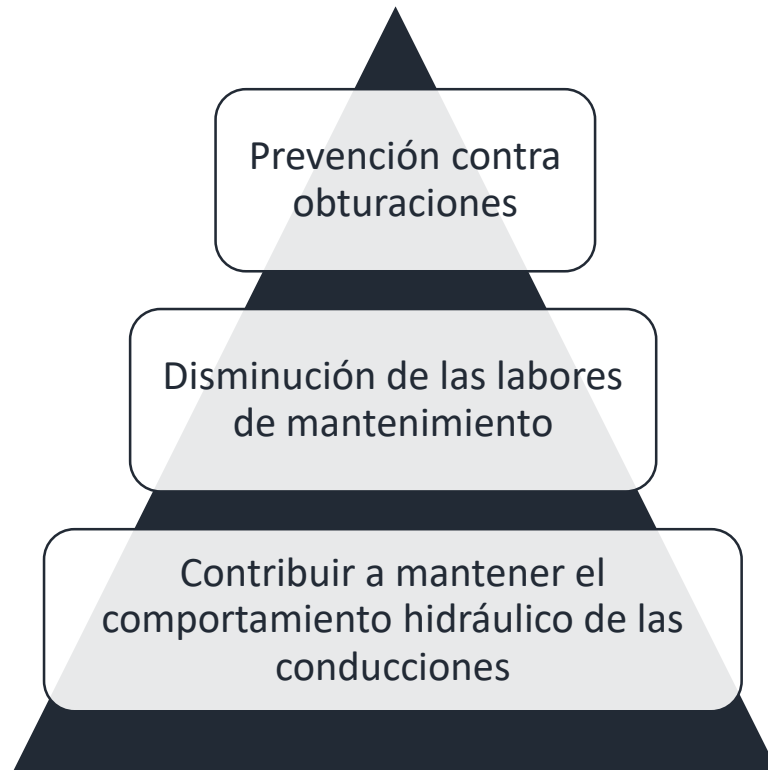 Prevención contra
obturaciones
Disminución de las labores
de mantenimiento
Contribuir a mantener el
comportamiento hidráulico de las
conducciones